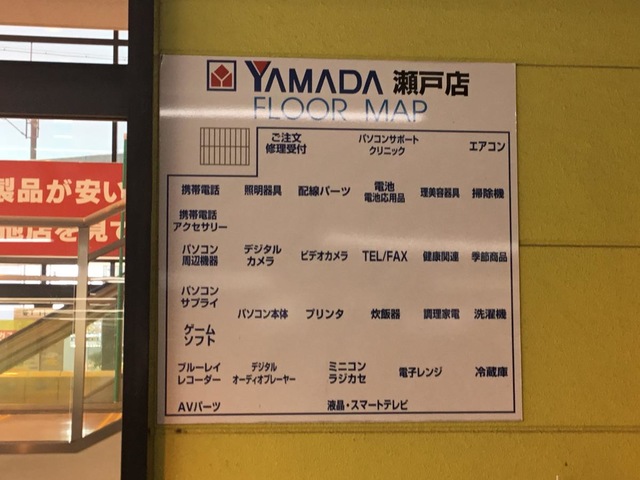 YAMADA 瀬戸店
FLOOR MAP
ご注文
修理受付
パソコンサポート
クリニック
エアコン
携帯電話
照明器具
配線パーツ
電池
電池応用品
理美容器具
掃除機
携帯電話
アクセサリー
パソコン
周辺機器
デジタル
カメラ
ビデオカメラ
TEL/FAX
健康関連
季節商品
パソコン
サプライ
パソコン本体
プリンタ
炊飯器
調理家電
洗濯機
ゲーム
ソフト
ブルーレイ
レコーダー
デジタル
オーディオプレーヤー
ミニコン
ラジカセ
電子レンジ
冷蔵庫
AVパーツ
液晶・スマートテレビ
製品が安い
他店を見て